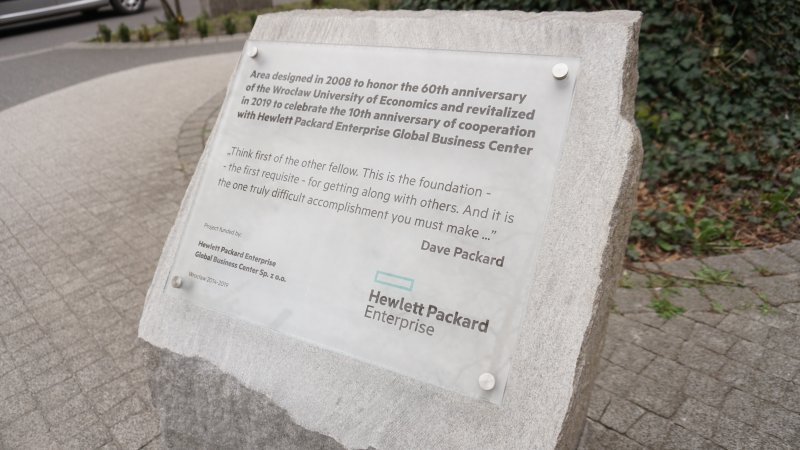 Area designed in 2008 to honor the 60th anniversary
of the Wrocław University of Economics and revitalized
in 2019 to celebrate the 10th anniversary of cooperation
with Hewlett Packard Enterprise Global Business Center
„Think first of the other fellow. This is the foundation -
- the first requisite - for getting along with others. And it is
the one truly difficult accomplishment you must make ..."
Dave Packard
Project funded by:
Hewlett Packard Enterprise
Global Business Center Sp. z o.o.
Wrocław 2014-2019
Hewlett Packard
Enterprise